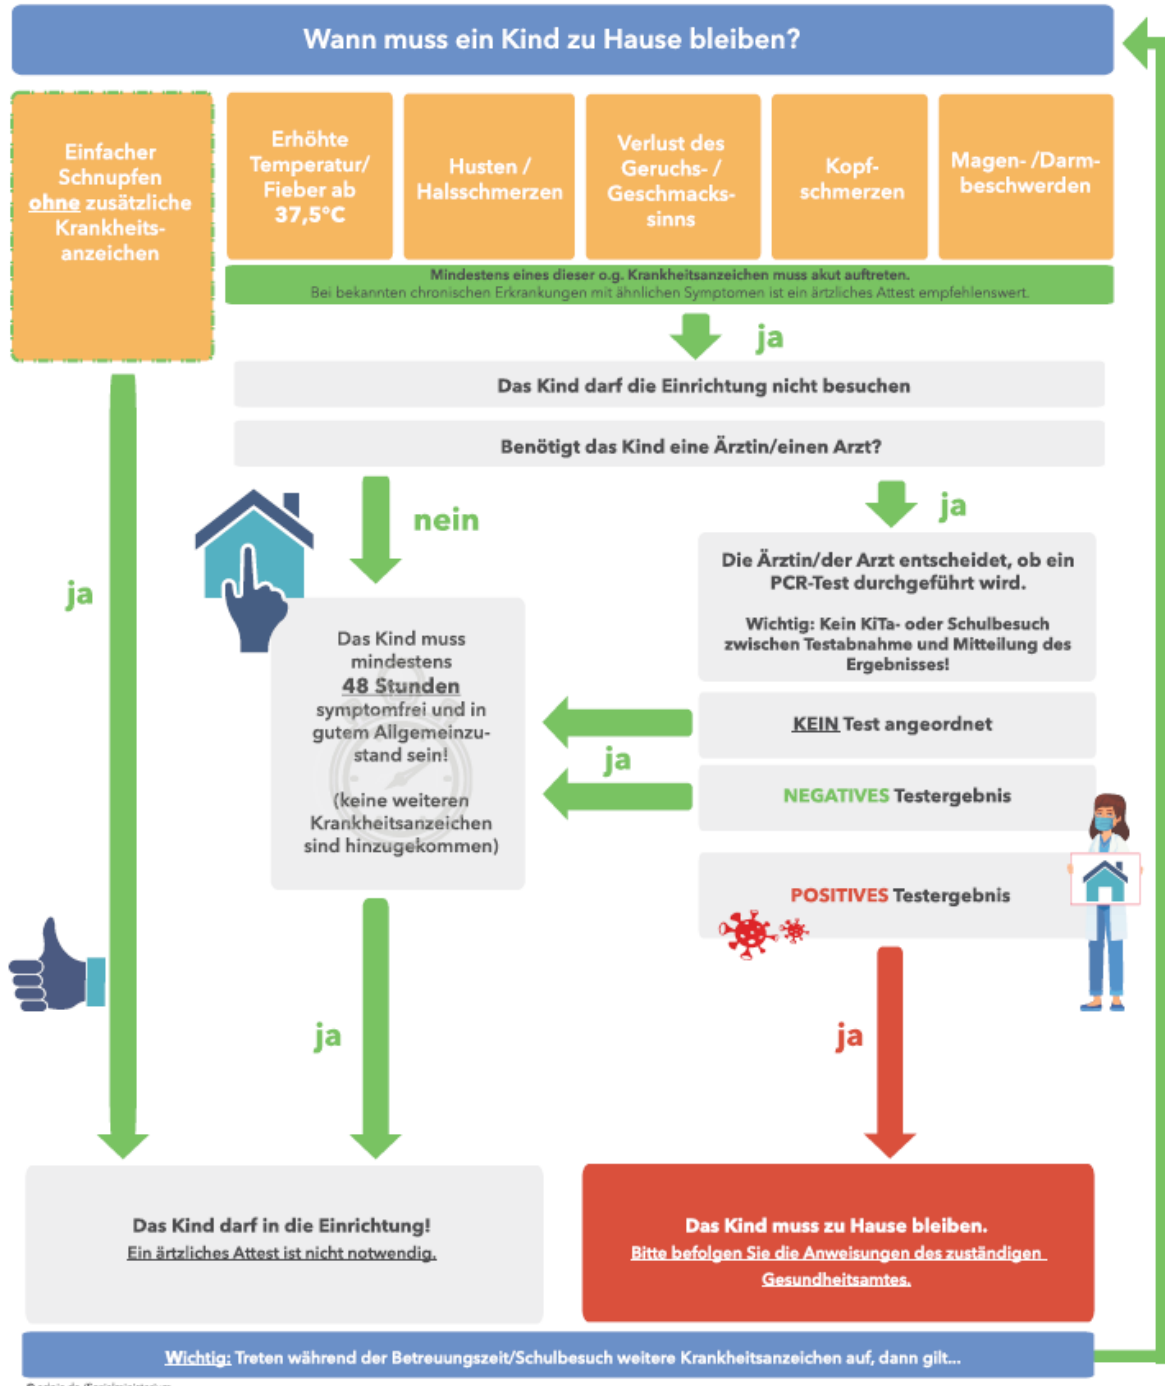 Wann muss ein Kind zu Hause bleiben?
Einfacher
Schnupfen
ohne zusätzliche
Krankheits-
anzeichen
Erhöhte
Temperatur/
Fieber ab
37,5°C
Husten /
Halsschmerzen
Verlust des
Geruchs- /
Geschmacks-
sinns
Kopf-
schmerzen
Magen- /Darm-
beschwerden
Mindestens eines dieser o.g. Krankheitsanzeichen muss akut auftreten.
Bei bekannten chronischen Erkrankungen mit ähnlichen Symptomen ist ein ärtzliches Attest empfehlenswert.
ja
Das Kind darf die Einrichtung nicht besuchen
Benötigt das Kind eine Ärztin/einen Arzt?
nein
ja
ja
Die Ärztin/der Arzt entscheidet, ob ein
PCR-Test durchgeführt wird.
Wichtig: Kein KiTa- oder Schulbesuch
zwischen Testabnahme und Mitteilung des
Ergebnisses!
Das Kind muss
mindestens
48 Stunden
symptomfrei und in
gutem Allgemeinzu-
stand sein!
(keine weiteren
Krankheitsanzeichen
sind hinzugekommen)
KEIN Test angeordnet
ja
NEGATIVES Testergebnis
POSITIVES Testergebnis
ja
ja
Das Kind darf in die Einrichtung!
Ein ärtzliches Attest ist nicht notwendig.
Das Kind muss zu Hause bleiben.
Bitte befolgen Sie die Anweisungen des zuständigen
Gesundheitsamtes.
Wichtig: Treten während der Betreuungszeit/Schulbesuch weitere Krankheitsanzeichen auf, dann gilt...